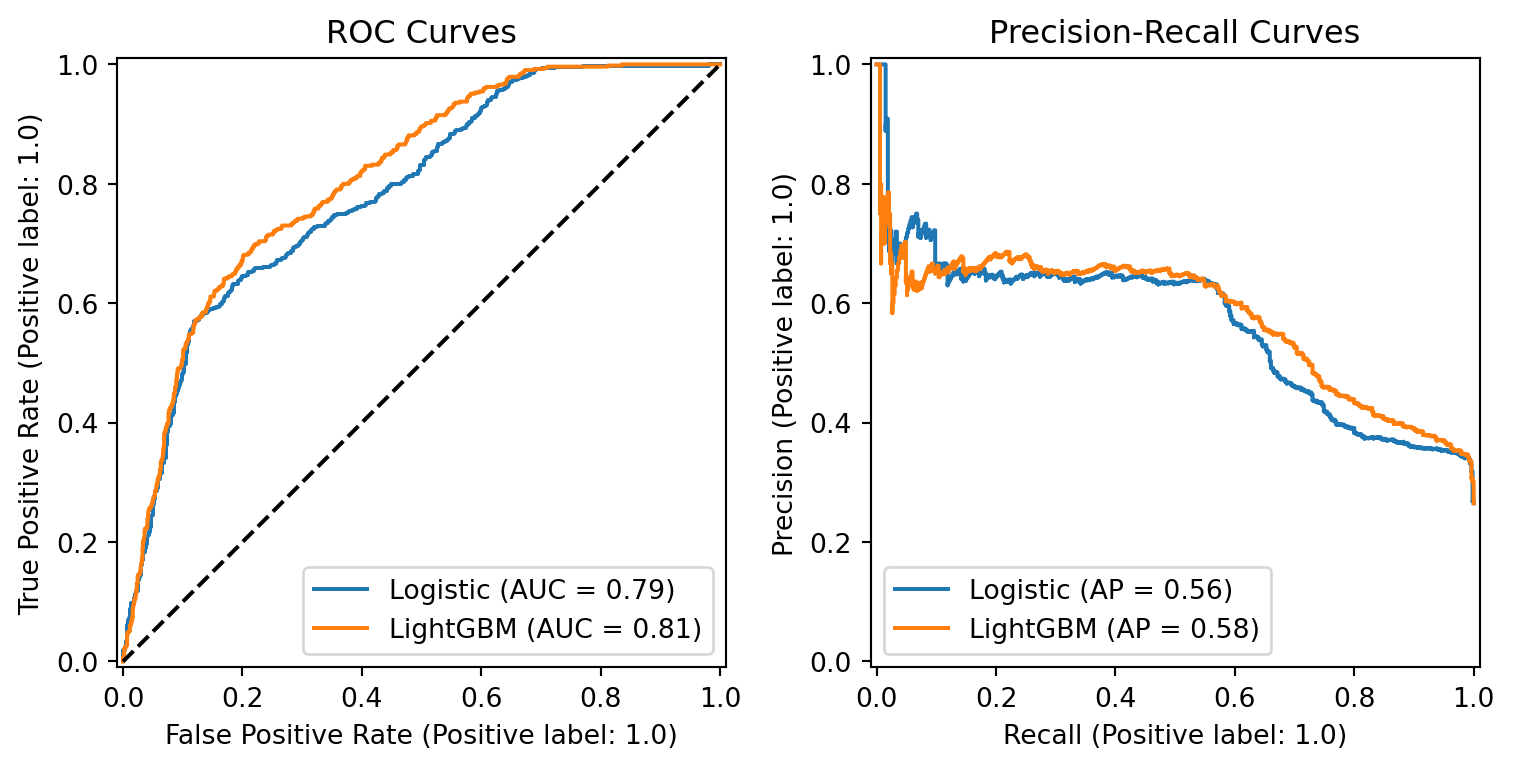 ROC Curves
True Positive Rate (Positive label: 1.0)
1.0
0.8
0.6
0.4
0.2
0.0
Logistic (AUC = 0.79)
LightGBM (AUC = 0.81)
0.0 0.2 0.4 0.6 0.8 1.0
False Positive Rate (Positive label: 1.0)
Precision-Recall Curves
Precision (Positive label: 1.0)
1.0
0.8
0.6
0.4
0.2
0.0
Logistic (AP = 0.56)
LightGBM (AP = 0.58)
0.0 0.2 0.4 0.6 0.8 1.0
Recall (Positive label: 1.0)